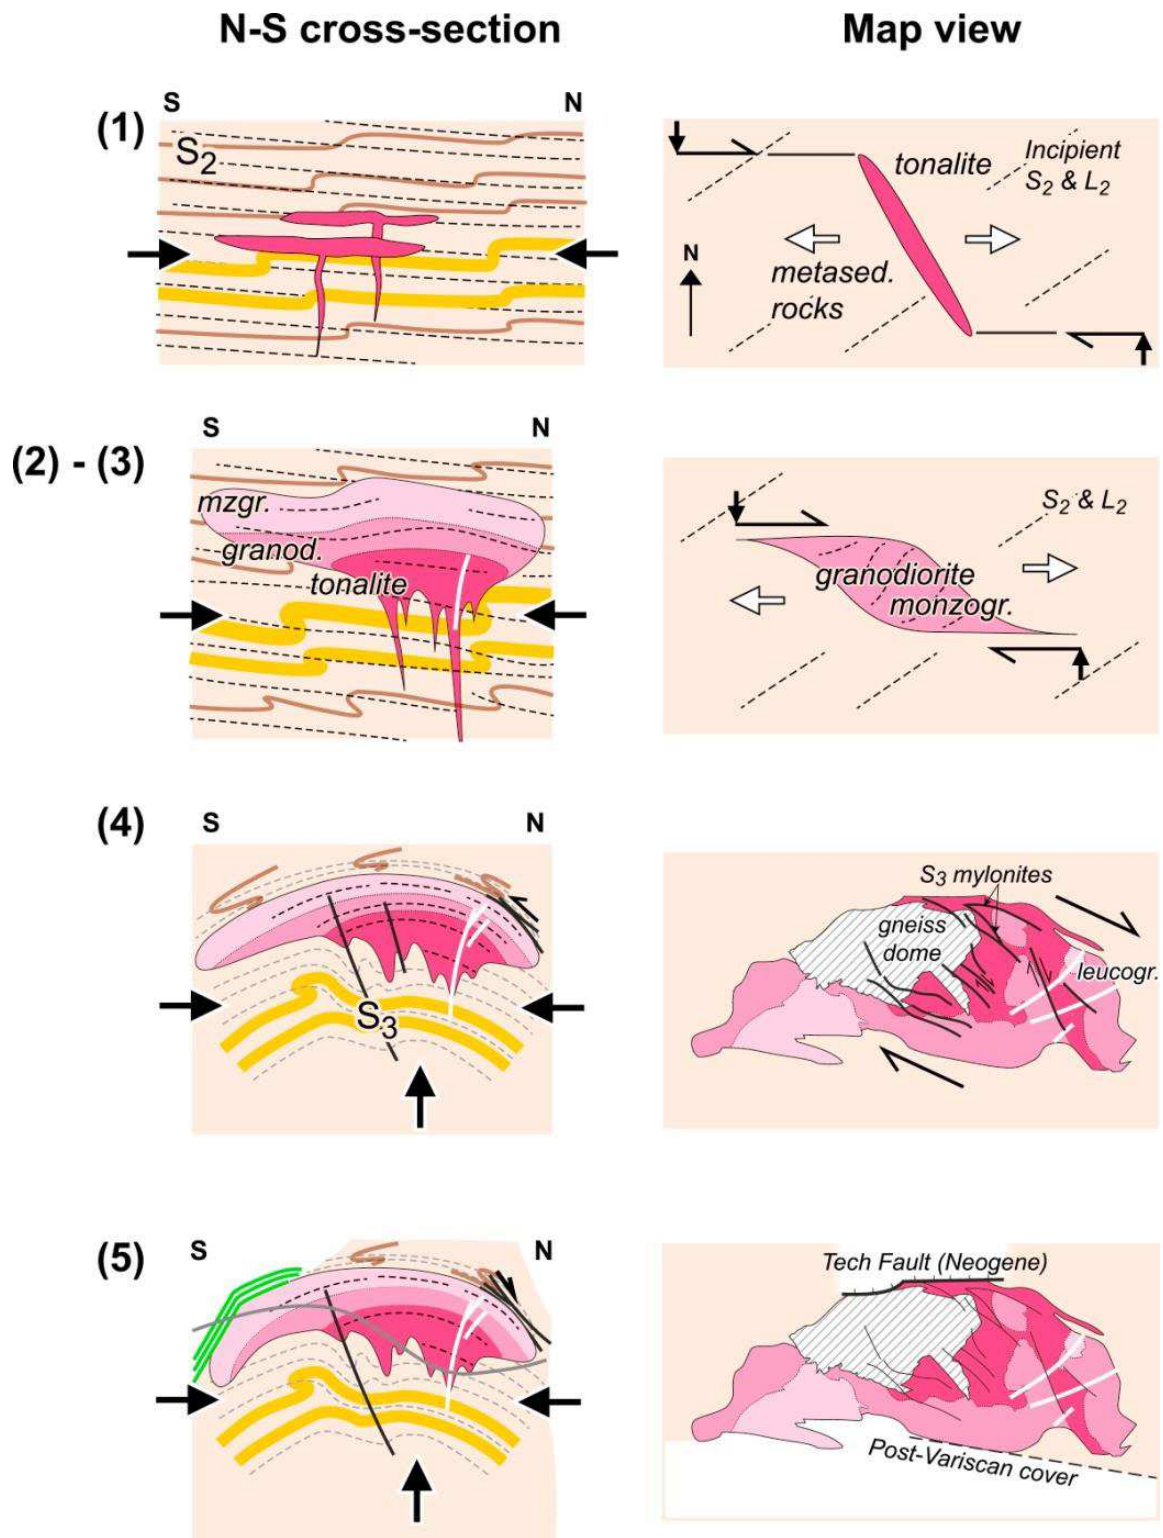 N-S cross-section
Map view
(1)
S
N
S2
tonalite
Incipient
S2 & L2
N
metased.
rocks
(2) - (3)
S
N
mzgr.
granod.
tonalite
S2 & L2
granodiorite
monzogr.
(4)
S
N
S3
S3 mylonites
gneiss
dome
leucogr.
(5)
S
N
Tech Fault (Neogene)
Post-Variscan cover